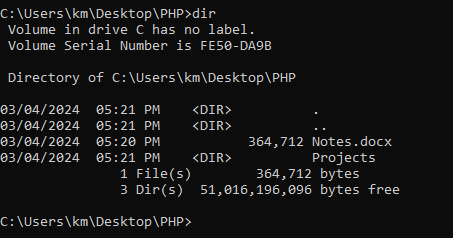 C:\Users\km\Desktop\PHP>dir
 Volume in drive C has no label.
 Volume Serial Number is FE50-DA9B

 Directory of C:\Users\km\Desktop\PHP

03/04/2024  05:21 PM    <DIR>          .
03/04/2024  05:21 PM    <DIR>          ..
03/04/2024  05:20 PM           364,712 Notes.docx
03/04/2024  05:21 PM    <DIR>          Projects
               1 File(s)        364,712 bytes
               3 Dir(s)  51,016,196,096 bytes free

C:\Users\km\Desktop\PHP>